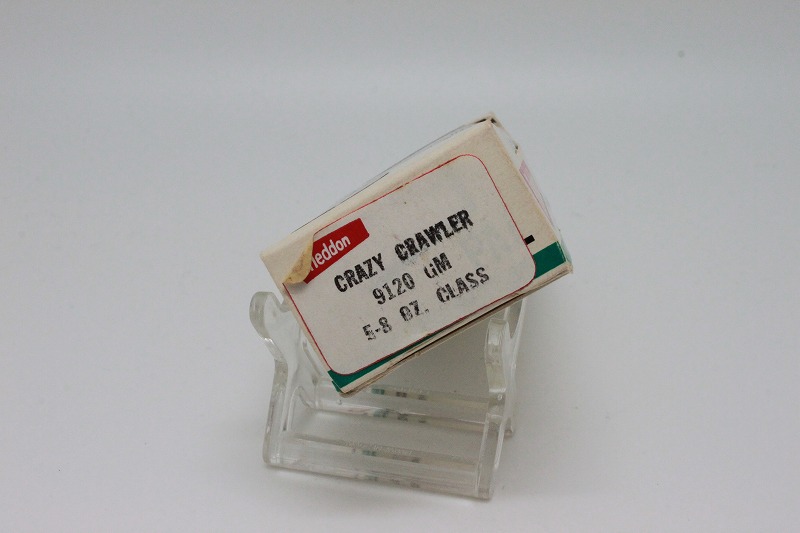 Heddon
CRAZY CRAWLER
9120 GM
5-8 OZ. CLASS